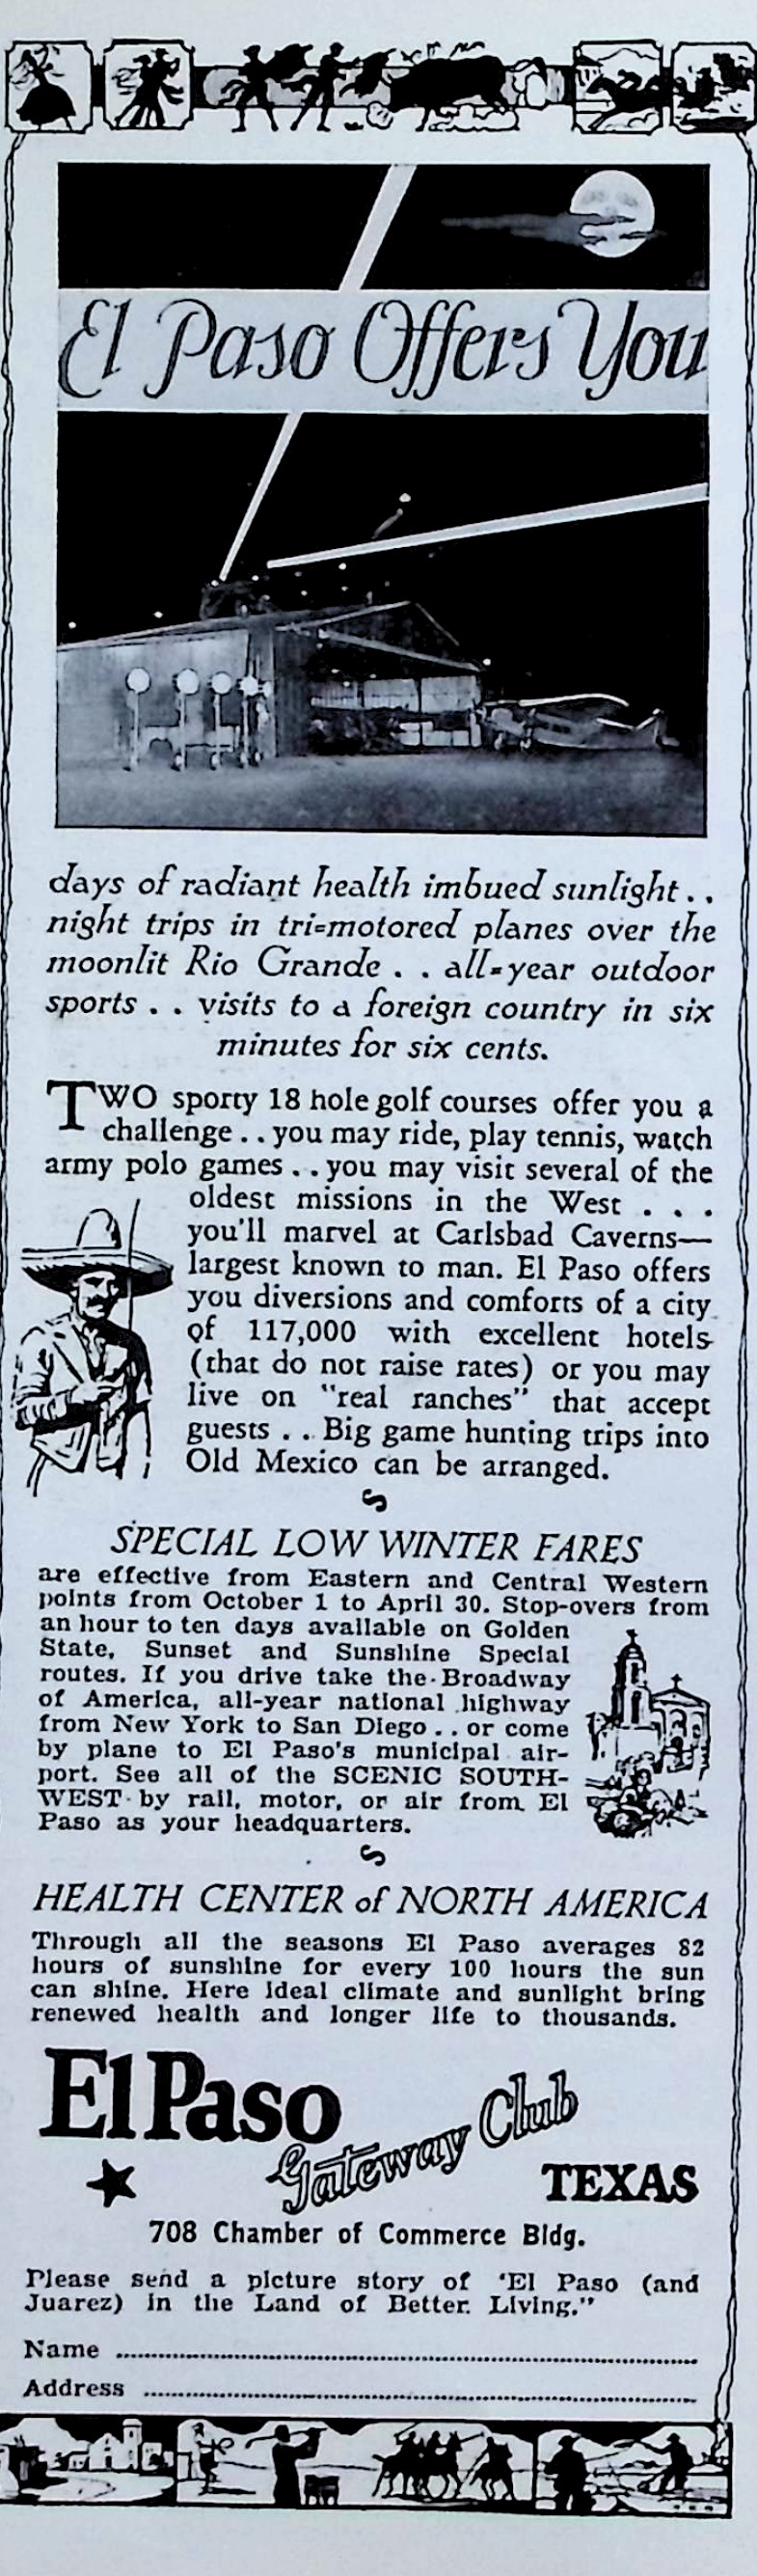 El Paso Offers You
days of radiant health imbued sunlight . .
night trips in tri=motored planes over the
moonlit Rio Grande . . all=year outdoor
sports . . visits to a foreign country in six
minutes for six cents.
TWO sporty 18 hole golf courses offer you a
challenge . . you may ride, play tennis, watch
army polo games . . you may visit several of the
oldest missions in the West . . .
you'll marvel at Carlsbad Caverns—
largest known to man. El Paso offers
you diversions and comforts of a city
of 117,000 with excellent hotels
(that do not raise rates) or you may
live on "real ranches" that accept
guests . . Big game hunting trips into
Old Mexico can be arranged.
SPECIAL LOW WINTER FARES
are effective from Eastern and Central Western
points from October 1 to April 30. Stop-overs from
an hour to ten days available on Golden
State, Sunset and Sunshine Special
routes. If you drive take the Broadway
of America, all-year national highway
from New York to San Diego . . or come
by plane to El Paso's municipal air-
port. See all of the SCENIC SOUTH-
WEST by rail, motor, or air from El
Paso as your headquarters.
HEALTH CENTER of NORTH AMERICA
Through all the seasons El Paso averages 82
hours of sunshine for every 100 hours the sun
can shine. Here ideal climate and sunlight bring
renewed health and longer life to thousands.
El Paso
Gateway Club
TEXAS
708 Chamber of Commerce Bldg.
Please send a picture story of 'El Paso (and
Juarez) in the Land of Better Living."
Name
Address